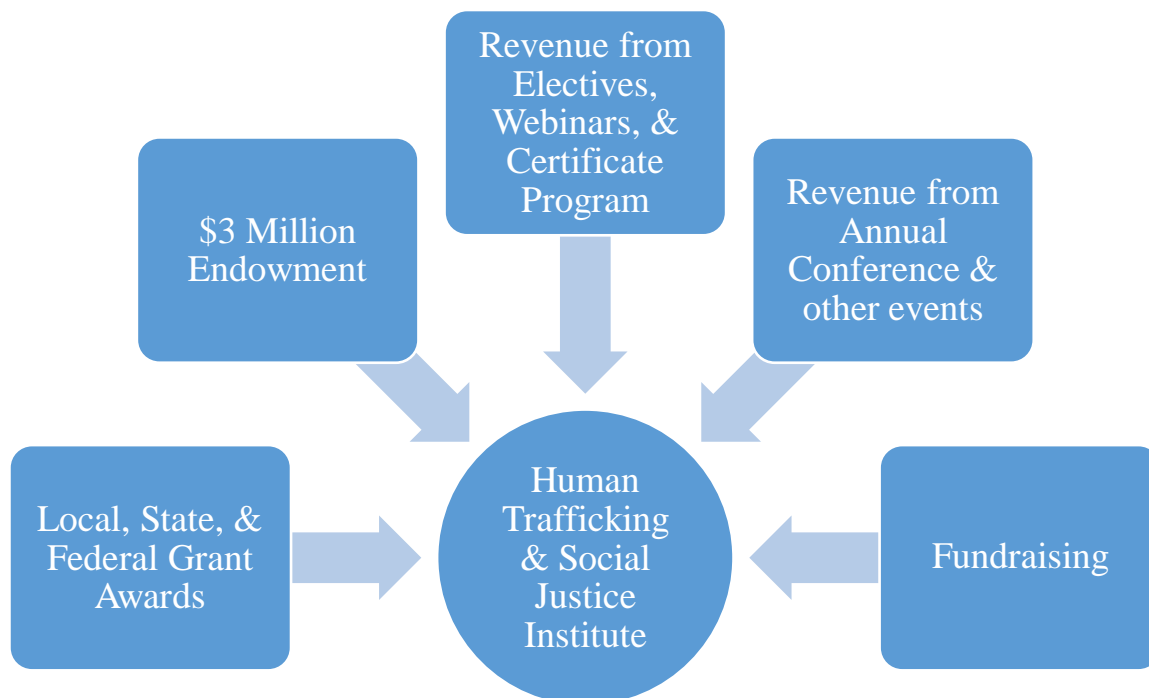 Revenue from
Electives,
Webinars, &
Certificate
Program
$3 Million
Endowment
Revenue from
Annual
Conference &
other events
Local, State, &
Federal Grant
Awards
Human
Trafficking
& Social
Justice
Institute
Fundraising